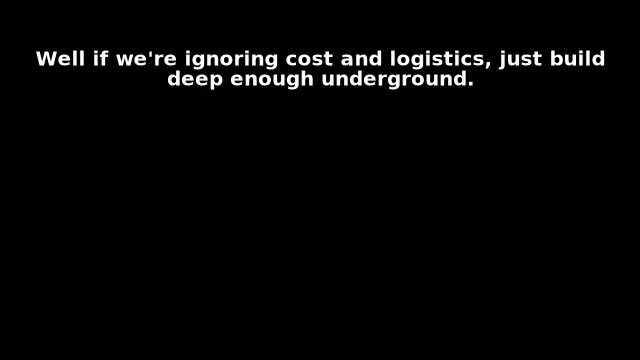 Well if we're ignoring cost and logistics, just build
deep enough underground.